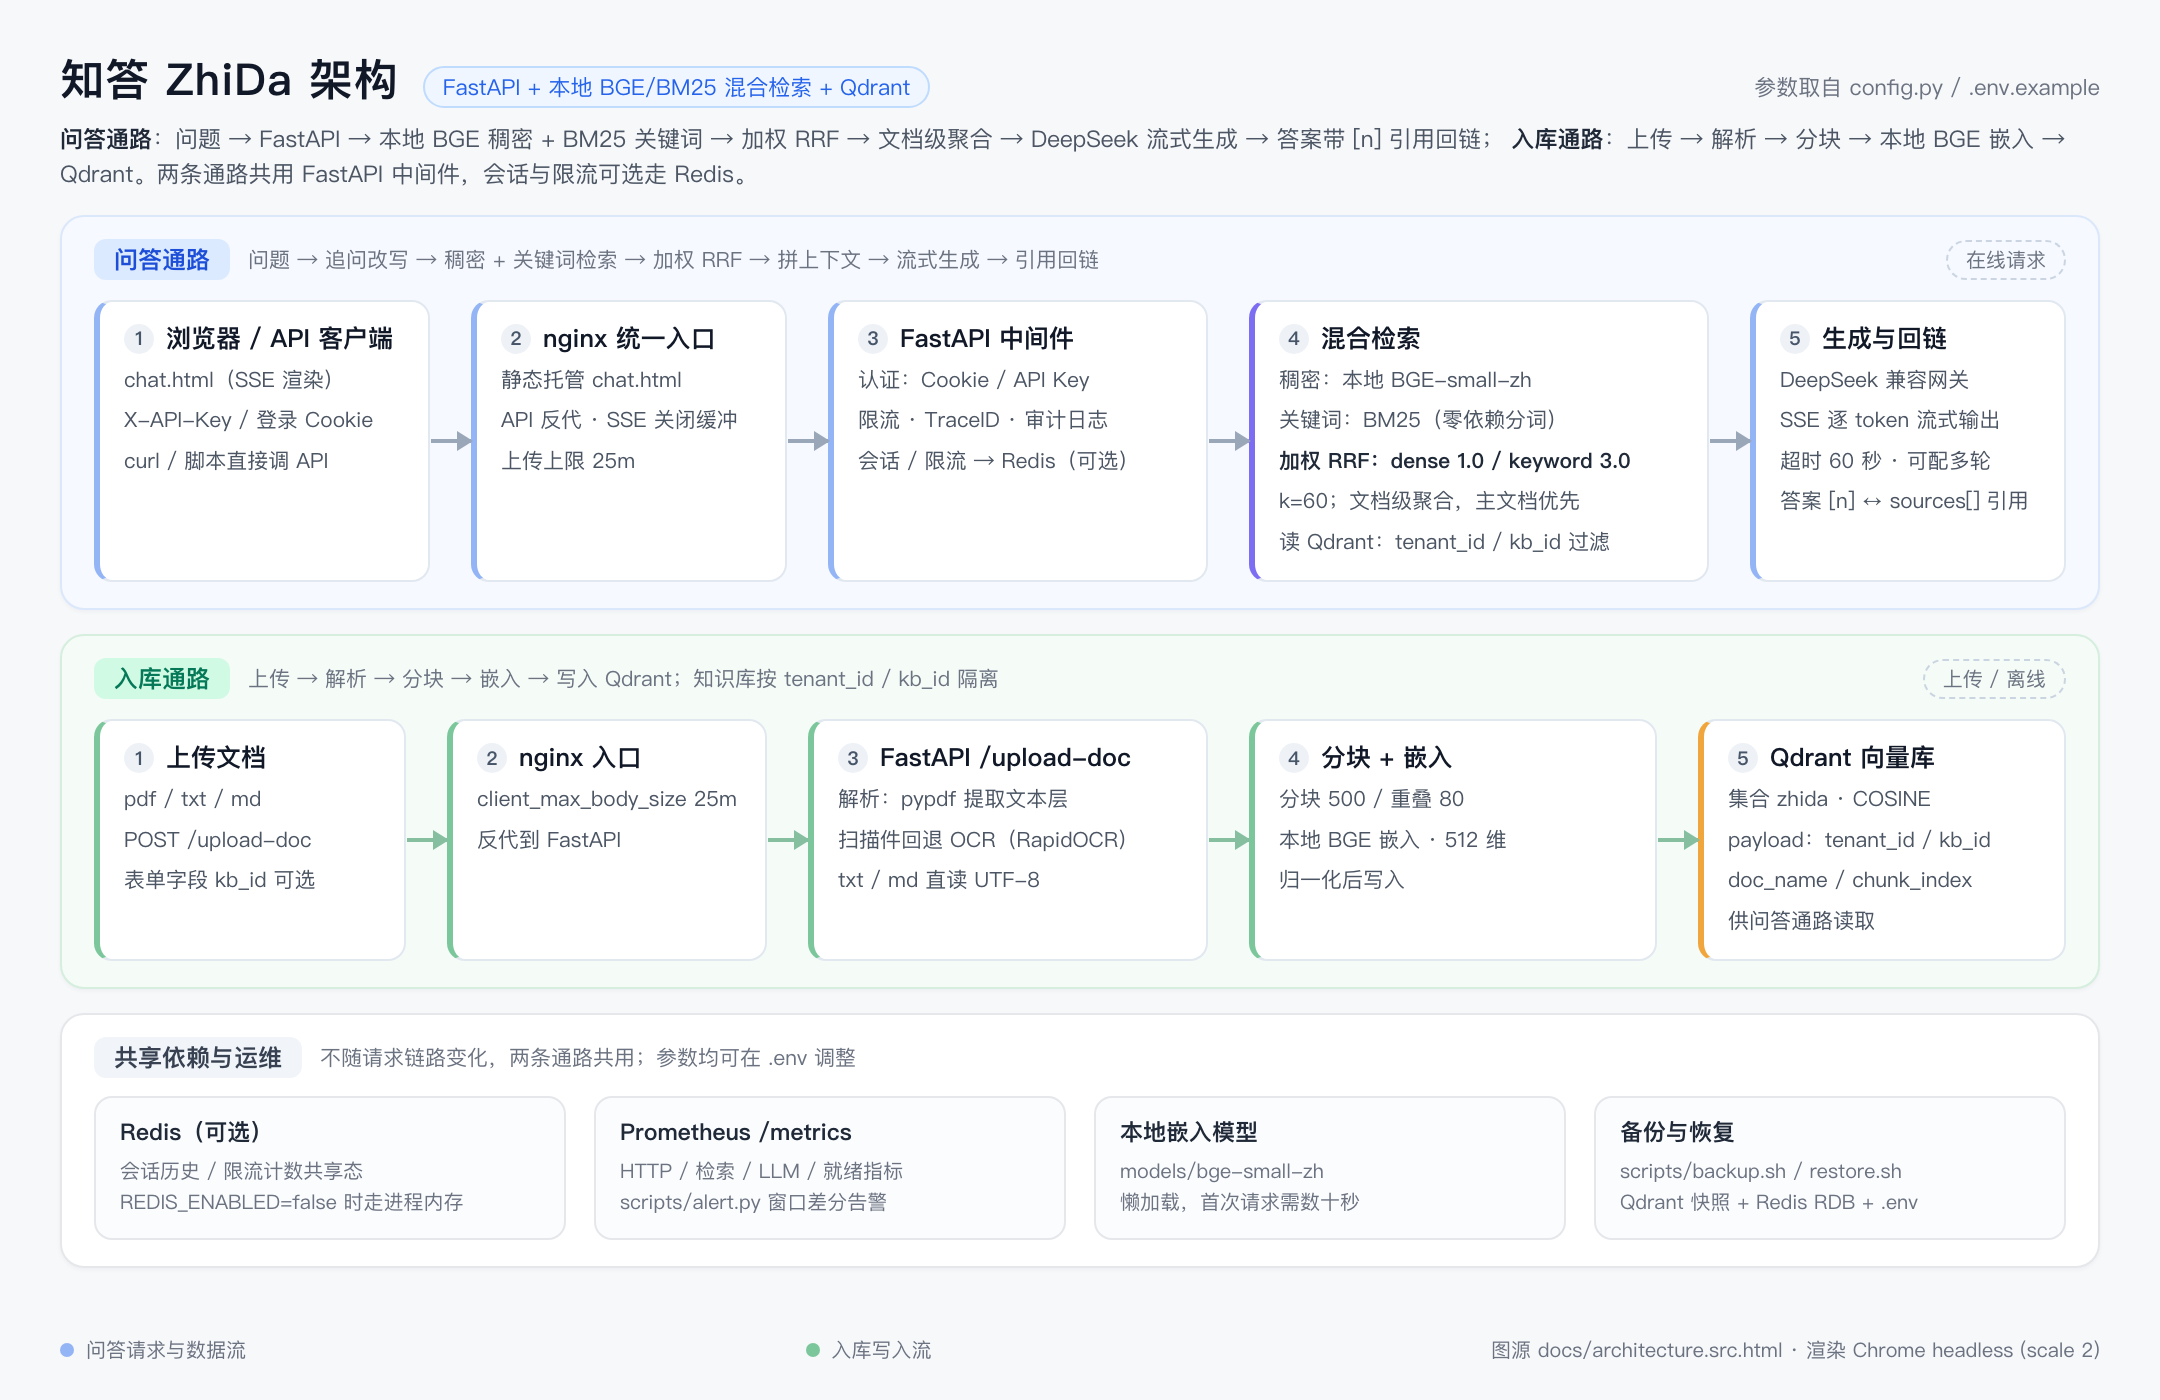 知答 ZhiDa 架构
FastAPI + 本地 BGE/BM25 混合检索 + Qdrant
参数取自 config.py / .env.example
问答通路：问题 → FastAPI → 本地 BGE 稠密 + BM25 关键词 → 加权 RRF → 文档级聚合 → DeepSeek 流式生成 → 答案带 [n] 引用回链； 入库通路：上传 → 解析 → 分块 → 本地 BGE 嵌入 →
Qdrant。两条通路共用 FastAPI 中间件，会话与限流可选走 Redis。
问答通路
问题 → 追问改写 → 稠密 + 关键词检索 → 加权 RRF → 拼上下文 → 流式生成 → 引用回链
在线请求
1 浏览器 / API 客户端
chat.html（SSE 渲染）
X-API-Key / 登录 Cookie
curl / 脚本直接调 API
2 nginx 统一入口
静态托管 chat.html
API 反代 · SSE 关闭缓冲
上传上限 25m
3 FastAPI 中间件
认证：Cookie / API Key
限流 · TraceID · 审计日志
会话 / 限流 → Redis（可选）
4 混合检索
稠密：本地 BGE-small-zh
关键词：BM25（零依赖分词）
加权 RRF：dense 1.0 / keyword 3.0
k=60；文档级聚合，主文档优先
读 Qdrant：tenant_id / kb_id 过滤
5 生成与回链
DeepSeek 兼容网关
SSE 逐 token 流式输出
超时 60 秒 · 可配多轮
答案 [n] ↔ sources[] 引用
入库通路
上传 → 解析 → 分块 → 嵌入 → 写入 Qdrant；知识库按 tenant_id / kb_id 隔离
上传 / 离线
1 上传文档
pdf / txt / md
POST /upload-doc
表单字段 kb_id 可选
2 nginx 入口
client_max_body_size 25m
反代到 FastAPI
3 FastAPI /upload-doc
解析：pypdf 提取文本层
扫描件回退 OCR（RapidOCR）
txt / md 直读 UTF-8
4 分块 + 嵌入
分块 500 / 重叠 80
本地 BGE 嵌入 · 512 维
归一化后写入
5 Qdrant 向量库
集合 zhida · COSINE
payload：tenant_id / kb_id
doc_name / chunk_index
供问答通路读取
共享依赖与运维
不随请求链路变化，两条通路共用；参数均可在 .env 调整
Redis（可选）
会话历史 / 限流计数共享态
REDIS_ENABLED=false 时走进程内存
Prometheus /metrics
HTTP / 检索 / LLM / 就绪指标
scripts/alert.py 窗口差分告警
本地嵌入模型
models/bge-small-zh
懒加载，首次请求需数十秒
备份与恢复
scripts/backup.sh / restore.sh
Qdrant 快照 + Redis RDB + .env
问答请求与数据流
入库写入流
图源 docs/architecture.src.html · 渲染 Chrome headless (scale 2)